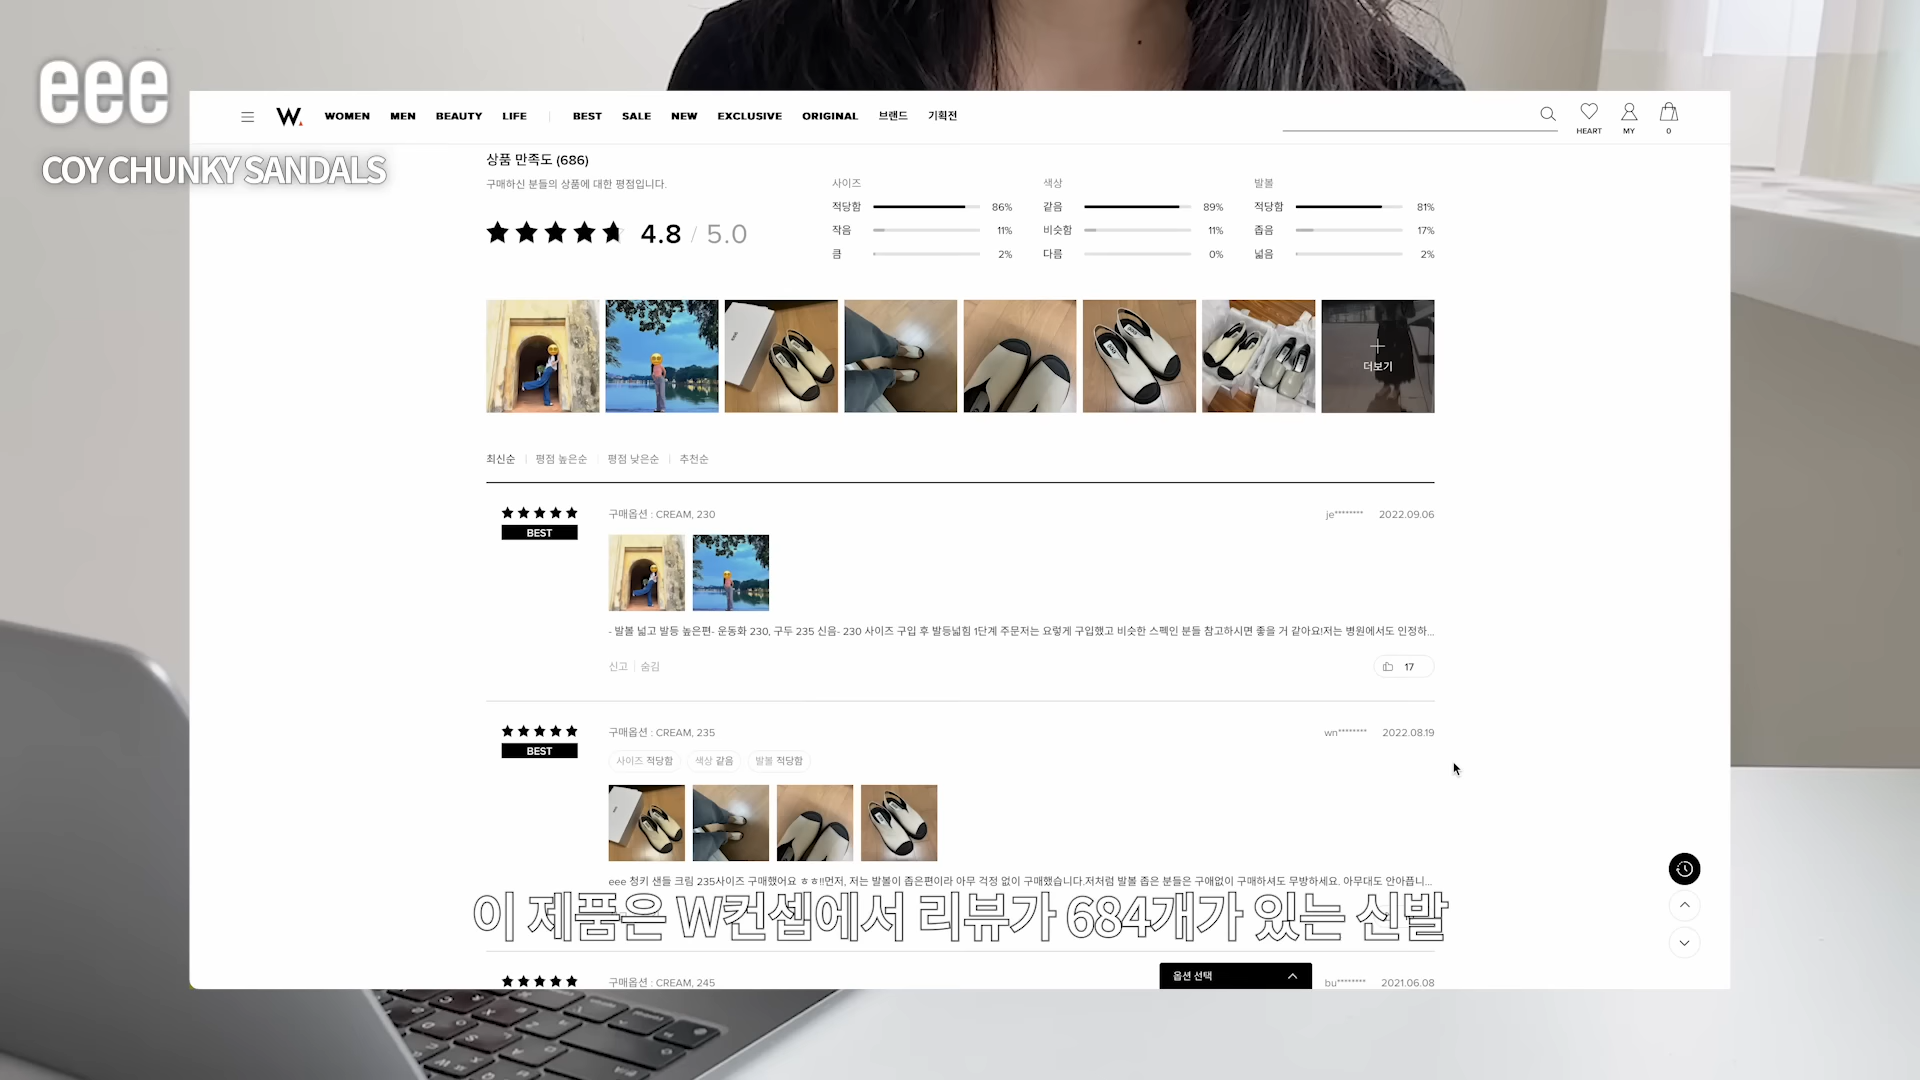 eee
COY CHUNKY SANDALS
W.
WOMEN MEN BEAUTY LIFE BEST SALE NEW EXCLUSIVE ORIGINAL 브랜드 기획전
HEART MY 0
상품 만족도 (686)
구매하신 분들의 상품에 대한 평점입니다.
4.8 / 5.0
사이즈
적당함 86%
작음 11%
큼 2%
색상
같음 89%
비슷함 11%
다름 0%
발볼
적당함 81%
좁음 17%
넓음 2%
더보기
최신순 평점 높은순 평점 낮은순 추천순
BEST
구매옵션 : CREAM, 230
je******** 2022.09.06
- 발볼 넓고 발등 높은편- 운동화 230, 구두 235 신음- 230 사이즈 구입 후 발등넓힘 1단계 주문저는 요렇게 구입했고 비슷한 스펙인 분들 참고하시면 좋을 거 같아요!저는 병원에서도 인정하...
신고 숨김
17
BEST
구매옵션 : CREAM, 235
wn******** 2022.08.19
사이즈 적당함 색상 같음 발볼 적당함
eee 청키 샌들 크림 235사이즈 구매했어요 ㅎㅎ!!먼저, 저는 발볼이 좁은편이라 아무 걱정 없이 구매했습니다.저처럼 발볼 좁은 분들은 구애없이 구매하셔도 무방하세요. 아무대도 안아픕니...
이 제품은 W컨셉에서 리뷰가 684개가 있는 신발
구매옵션 : CREAM, 245
옵션 선택
bu******** 2021.06.08